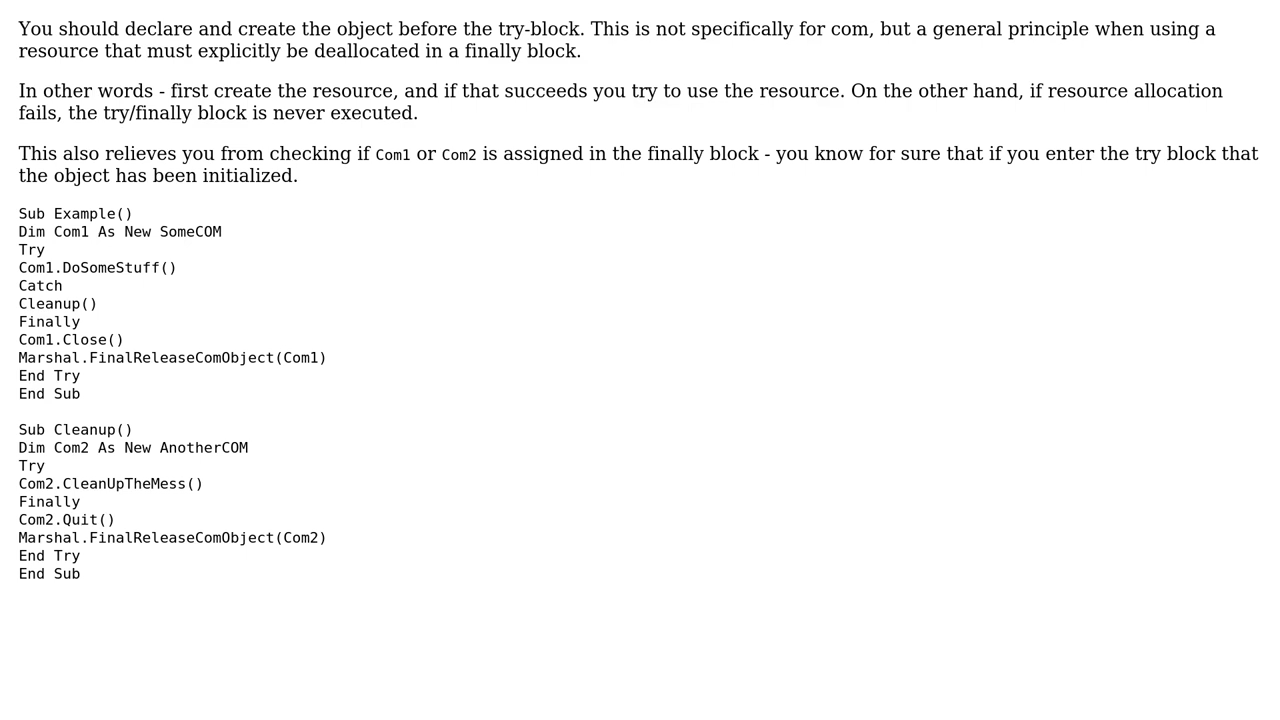 You should declare and create the object before the try-block. This is not specifically for com, but a general principle when using a
resource that must explicitly be deallocated in a finally block.
In other words - first create the resource, and if that succeeds you try to use the resource. On the other hand, if resource allocation
fails, the try/finally block is never executed.
This also relieves you from checking if Com1 or Com2 is assigned in the finally block - you know for sure that if you enter the try block that
the object has been initialized.
Sub Example()
Dim Com1 As New SomeCOM
Try
Com1.DoSomeStuff()
Catch
Cleanup()
Finally
Com1.Close()
Marshal.FinalReleaseComObject(Com1)
End Try
End Sub
Sub Cleanup()
Dim Com2 As New AnotherCOM
Try
Com2.CleanUpTheMess()
Finally
Com2.Quit()
Marshal.FinalReleaseComObject(Com2)
End Try
End Sub